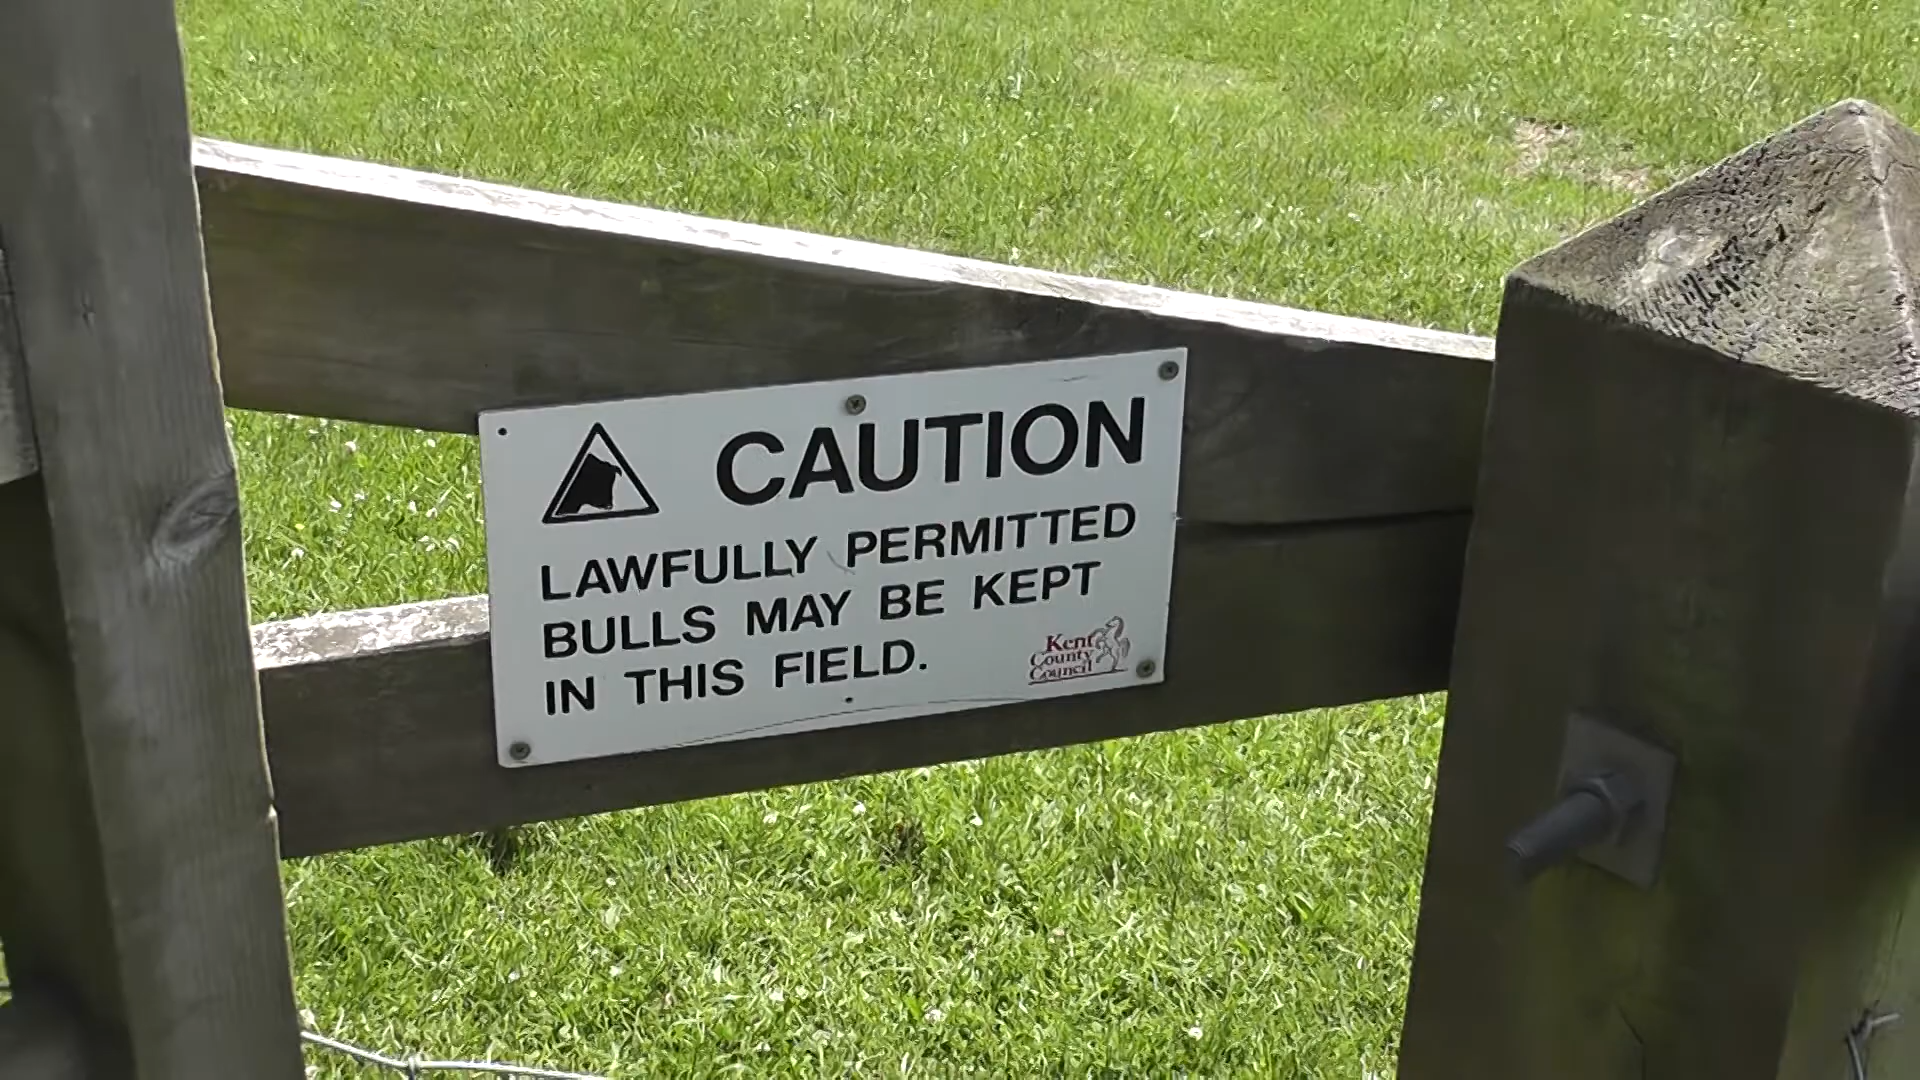 CAUTION
LAWFULLY PERMITTED
BULLS MAY BE KEPT
IN THIS FIELD.
Kent
County
Council